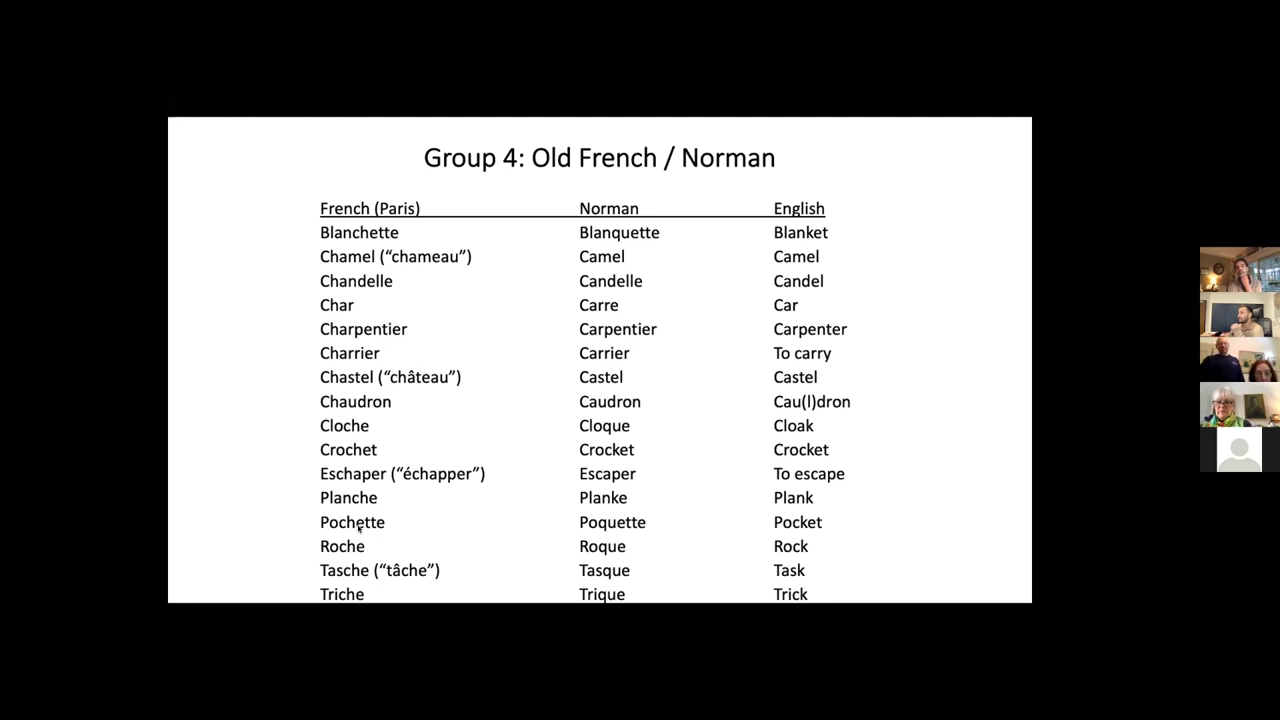 Group 4: Old French / Norman
French (Paris) Norman English
Blanchette Blanquette Blanket
Chamel (“chameau”) Camel Camel
Chandelle Candelle Candel
Char Carre Car
Charpentier Carpentier Carpenter
Charrier Carrier To carry
Chastel (“château”) Castel Castel
Chaudron Caudron Cau(l)dron
Cloche Cloque Cloak
Crochet Crocket Crocket
Eschaper (“échapper”) Escaper To escape
Planche Planke Plank
Pochette Poquette Pocket
Roche Roque Rock
Tasche (“tâche”) Tasque Task
Triche Trique Trick